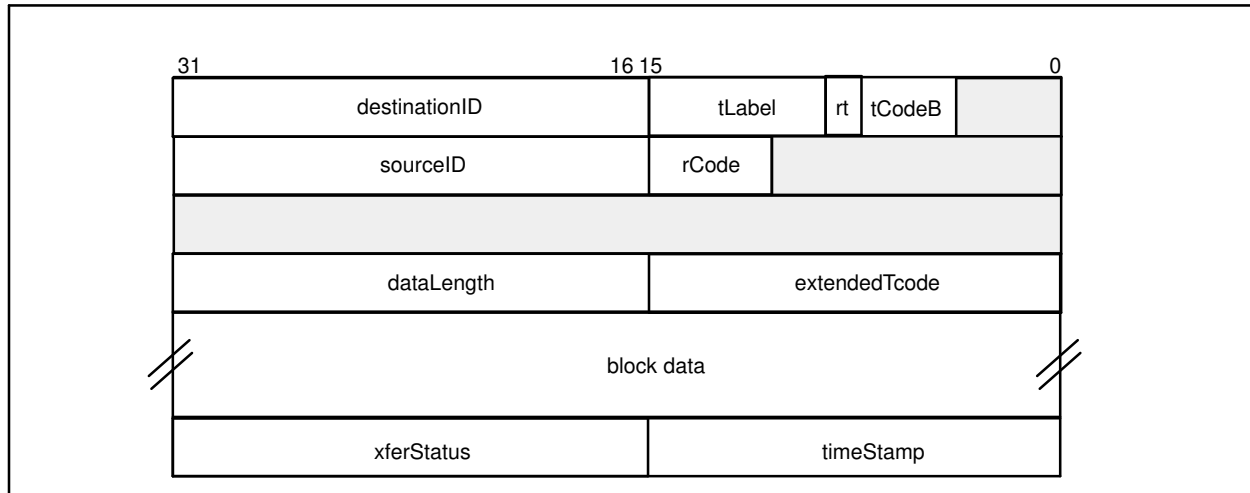 31 16 15 0
destinationID tLabel rt tCodeB
sourceID rCode
dataLength extendedTcode
block data
xferStatus timeStamp